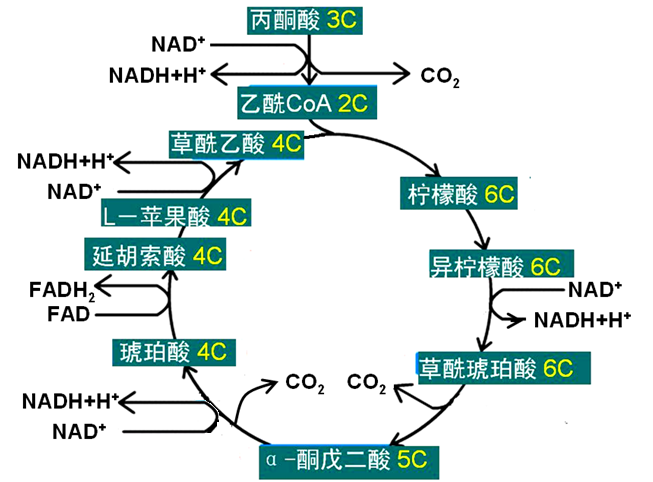 丙酮酸 3C
NAD⁺
NADH+H⁺
CO₂
乙酰CoA 2C
草酰乙酸 4C
NADH+H⁺
NAD⁺
柠檬酸 6C
L一苹果酸 4C
延胡索酸 4C
异柠檬酸 6C
FADH₂
FAD
NAD⁺
NADH+H⁺
琥珀酸 4C
草酰琥珀酸 6C
CO₂
CO₂
NADH+H⁺
NAD⁺
α-酮戊二酸 5C